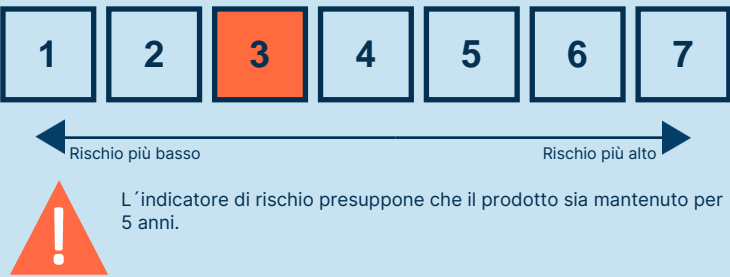 1 2 3 4 5 6 7
Rischio più basso Rischio più alto
L´indicatore di rischio presuppone che il prodotto sia mantenuto per
5 anni.
!